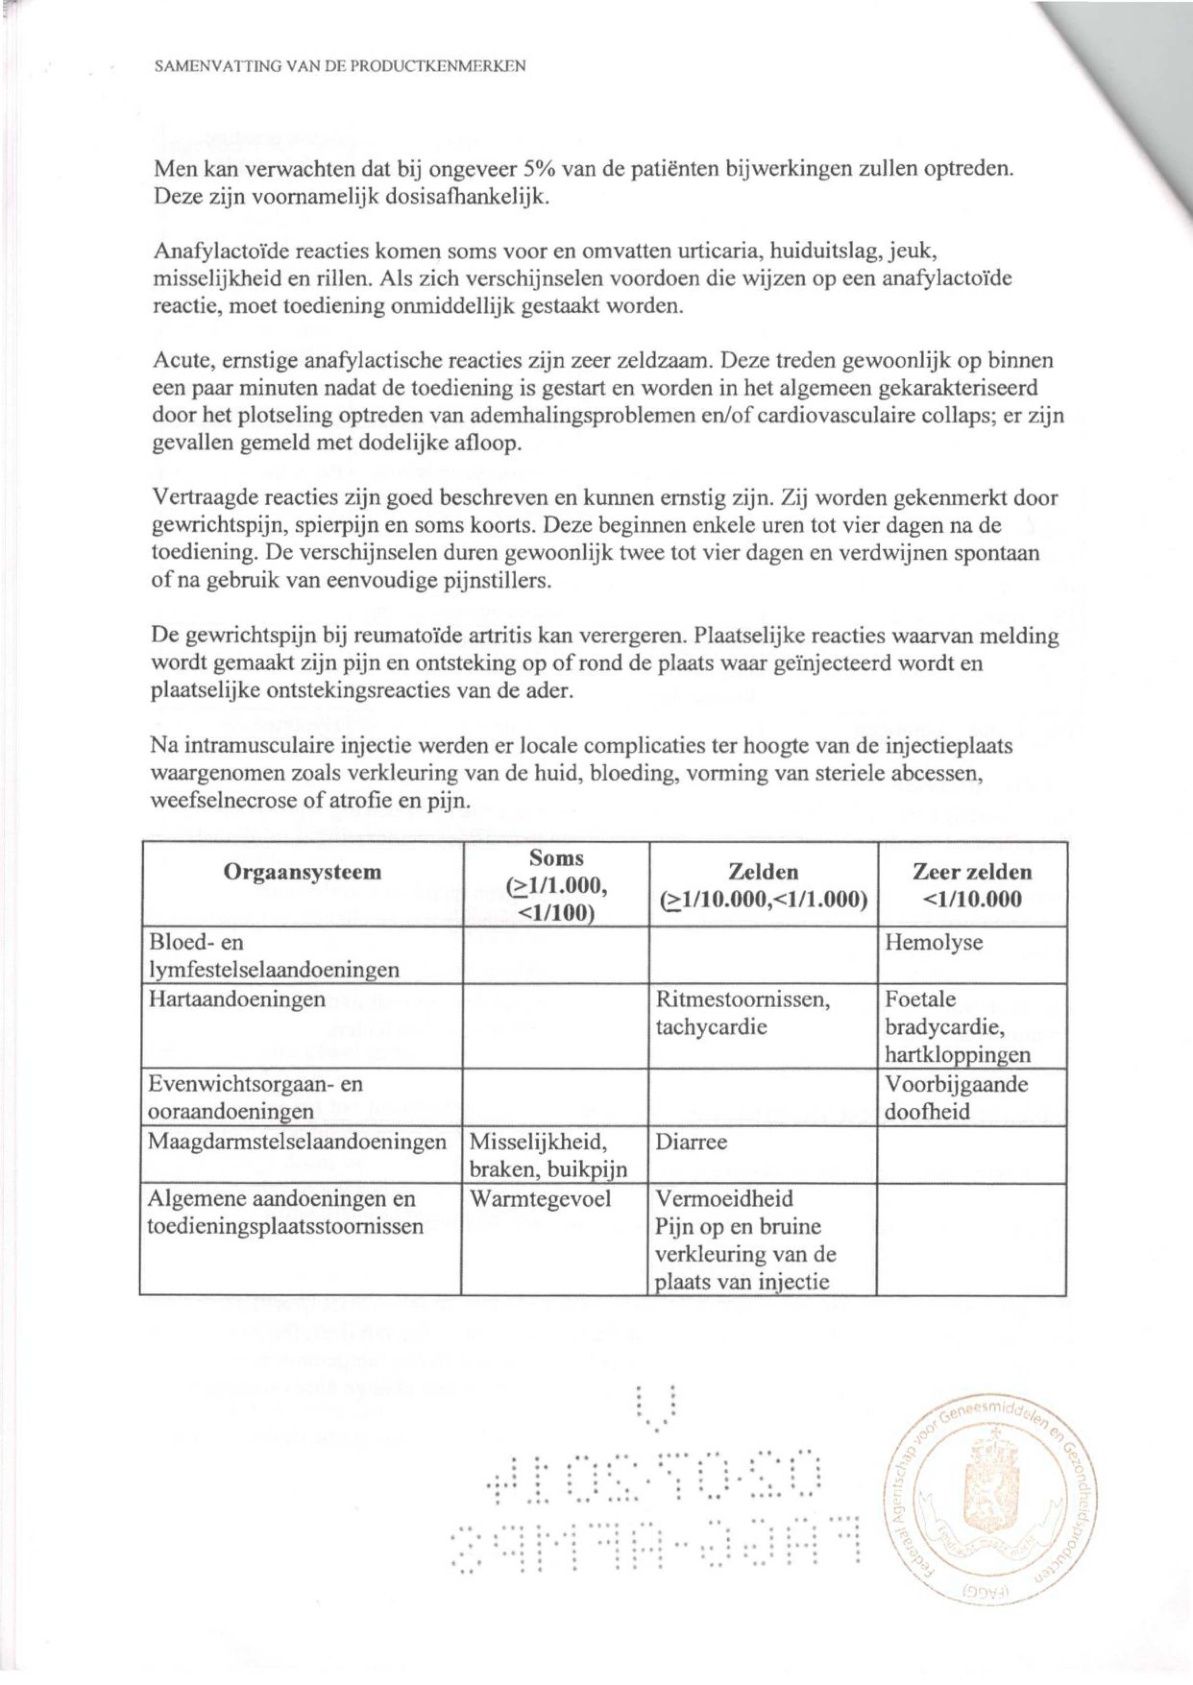 SAMENVATTING VAN DE PRODUCTKENMERKEN
Men kan verwachten dat bij ongeveer 5% van de patiënten bijwerkingen zullen optreden.
Deze zijn voornamelijk dosisafhankelijk.
Anafylactoïde reacties komen soms voor en omvatten urticaria, huiduitslag, jeuk,
misselijkheid en rillen. Als zich verschijnselen voordoen die wijzen op een anafylactoïde
reactie, moet toediening onmiddellijk gestaakt worden.
Acute, ernstige anafylactische reacties zijn zeer zeldzaam. Deze treden gewoonlijk op binnen
een paar minuten nadat de toediening is gestart en worden in het algemeen gekarakteriseerd
door het plotseling optreden van ademhalingsproblemen en/of cardiovasculaire collaps; er zijn
gevallen gemeld met dodelijke afloop.
Vertraagde reacties zijn goed beschreven en kunnen ernstig zijn. Zij worden gekenmerkt door
gewrichtspijn, spierpijn en soms koorts. Deze beginnen enkele uren tot vier dagen na de
toediening. De verschijnselen duren gewoonlijk twee tot vier dagen en verdwijnen spontaan
of na gebruik van eenvoudige pijnstillers.
De gewrichtspijn bij reumatoïde artritis kan verergeren. Plaatselijke reacties waarvan melding
wordt gemaakt zijn pijn en ontsteking op of rond de plaats waar geïnjecteerd wordt en
plaatselijke ontstekingsreacties van de ader.
Na intramusculaire injectie werden er locale complicaties ter hoogte van de injectieplaats
waargenomen zoals verkleuring van de huid, bloeding, vorming van steriele abcessen,
weefselnecrose of atrofie en pijn.
Orgaansysteem
Soms
(≥1/1.000,
<1/100)
Zelden
(≥1/10.000,<1/1.000)
Zeer zelden
<1/10.000
Bloed- en
lymfestelselaandoeningen
Hemolyse
Hartaandoeningen
Ritmestoornissen,
tachycardie
Foetale
bradycardie,
hartkloppingen
Evenwichtsorgaan- en
ooraandoeningen
Voorbijgaande
doofheid
Maagdarmstelselaandoeningen
Misselijkheid,
braken, buikpijn
Diarree
Algemene aandoeningen en
toedieningsplaatsstoornissen
Warmtegevoel
Vermoeidheid
Pijn op en bruine
verkleuring van de
plaats van injectie
Federaal Agentschap voor Geneesmiddelen en Gezondheidsproducten
(FAGG)